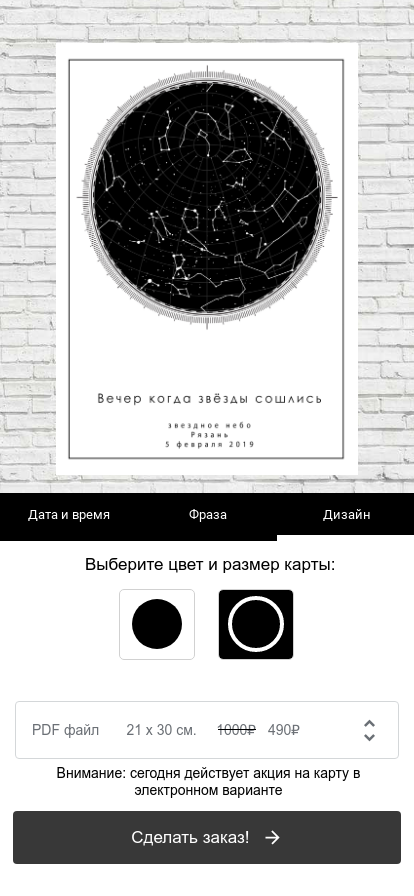 Вечер когда звёзды сошлись
звездное небо
Рязань
5 февраля 2019
Дата и время
Фраза
Дизайн
Выберите цвет и размер карты:
PDF файл 21 x 30 см. 1000₽ 490₽
Внимание: сегодня действует акция на карту в
электронном варианте
Сделать заказ! →